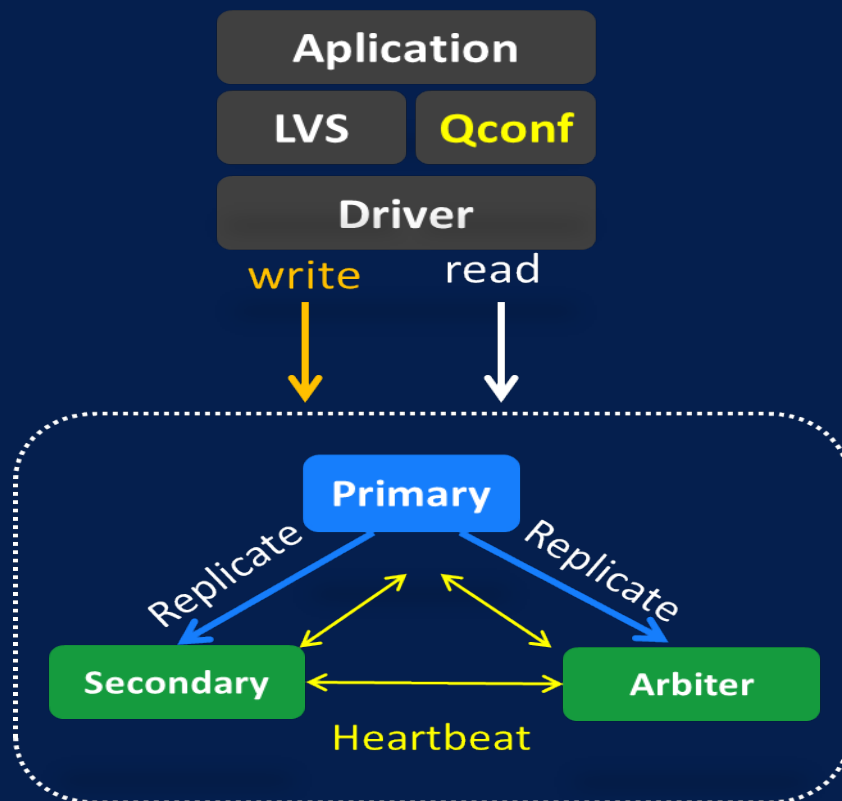 Aplication
LVS Qconf
Driver
write read
Primary
Replicate Replicate
Secondary Arbiter
Heartbeat